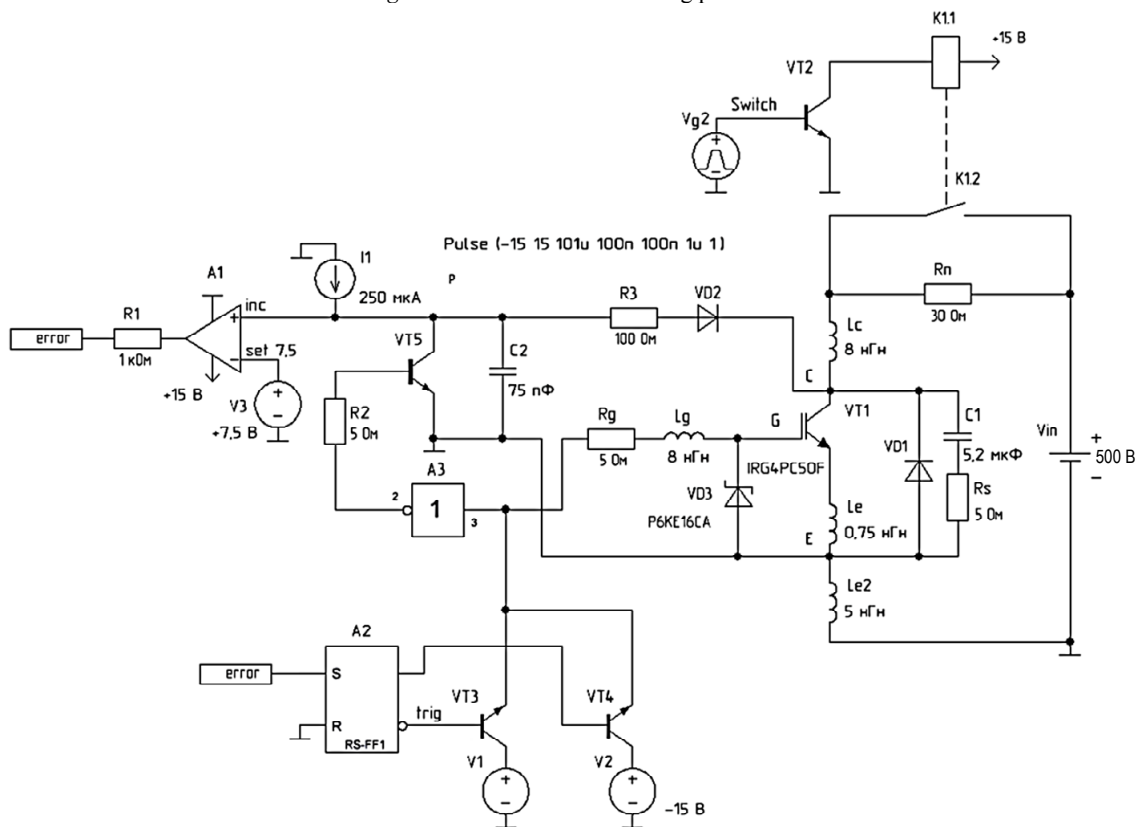 K1.1
+15 В
VT2
Switch
Vg2
K1.2
Pulse (-15 15 101u 100n 100n 1u 1)
I1
A1
inc
250 мкА
P
R3
VD2
Rn
R1
error
1 кОм
100 Ом
30 Ом
Lc
8 нГн
set 7,5
VT5
C2
75 пФ
C
+15 В
V3
+7,5 В
R2
5 Ом
Rg
Lg
G
VT1
C1
5,2 мкФ
Vin
500 В
5 Ом
8 нГн
IRG4PC50F
VD1
A3
2
1
3
VD3
P6KE16CA
Rs
5 Ом
Le
0,75 нГн
E
Le2
5 нГн
A2
error
S
R
RS-FF1
trig
VT3
VT4
V1
V2
-15 В